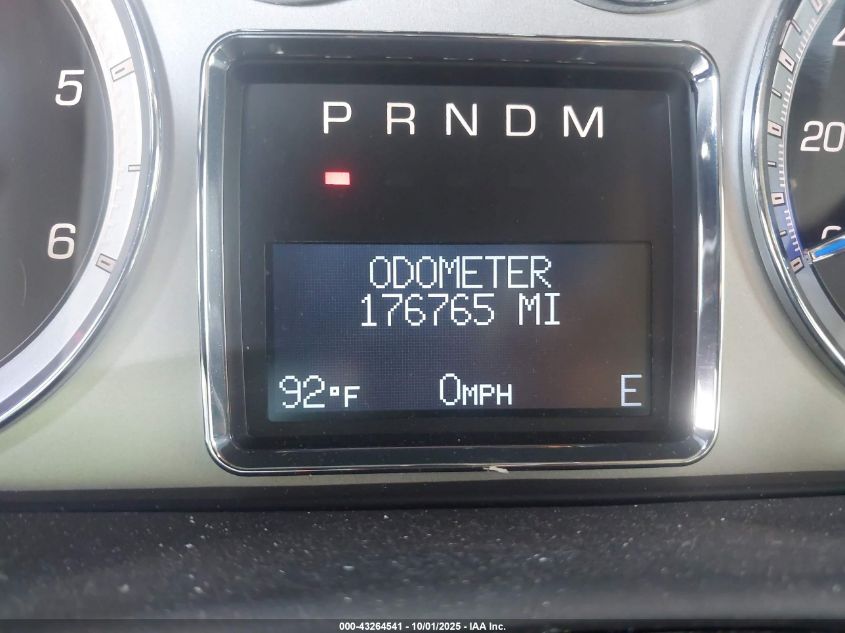 5
6
P R N D M
ODOMETER
176765 MI
92°F 0MPH E
20
000-43264541 / 10/01/2025 - IAA Inc.